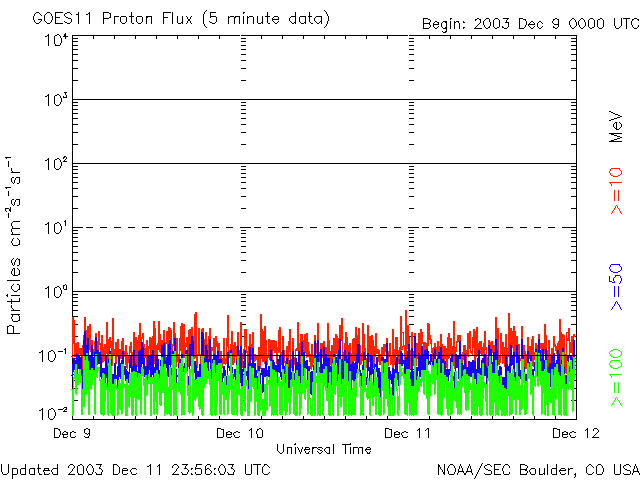 GOES11 Proton Flux (5 minute data)
Begin: 2003 Dec 9 0000 UTC
Particles cm⁻²s⁻¹sr⁻¹
10⁴
10³
10²
10¹
10⁰
10⁻¹
10⁻²
Dec 9 Dec 10 Dec 11 Dec 12
Universal Time
>=10 >=50 >=100 MeV
Updated 2003 Dec 11 23:56:03 UTC
NOAA/SEC Boulder, CO USA